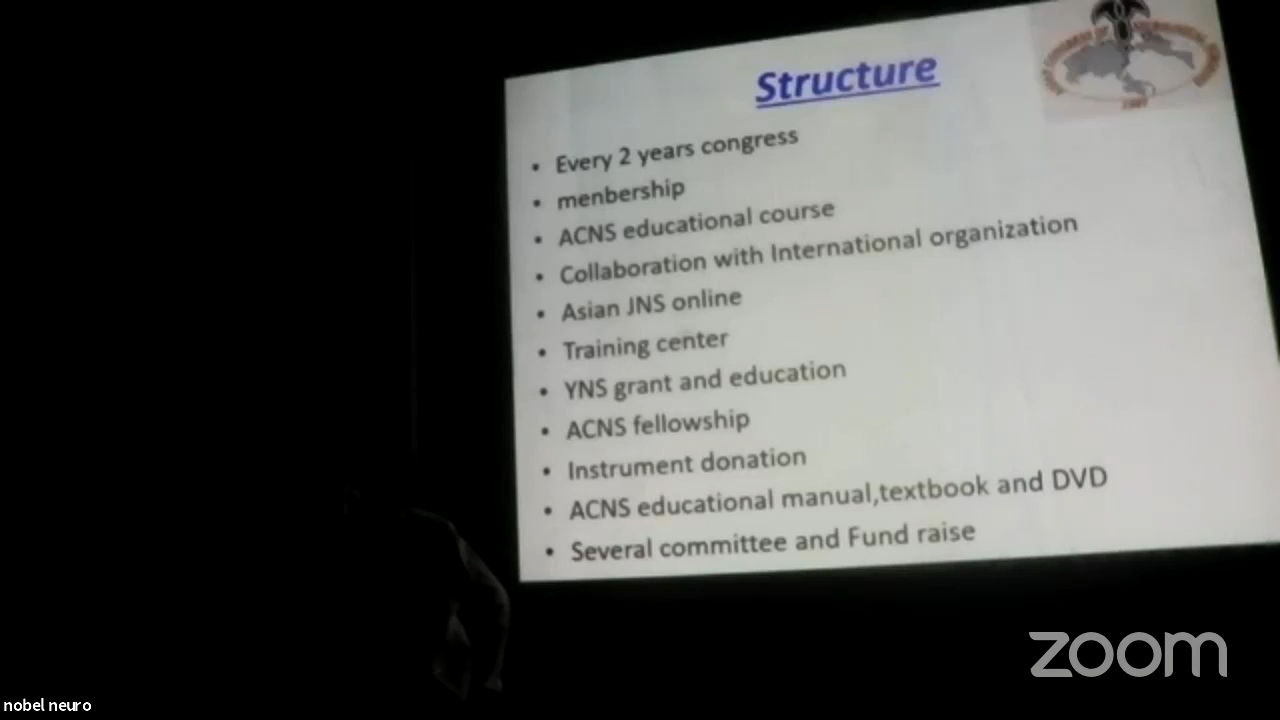 Structure
• Every 2 years congress
• menbership
• ACNS educational course
• Collaboration with International organization
• Asian JNS online
• Training center
• YNS grant and education
• ACNS fellowship
• Instrument donation
• ACNS educational manual,textbook and DVD
• Several committee and Fund raise
zoom
nobel neuro